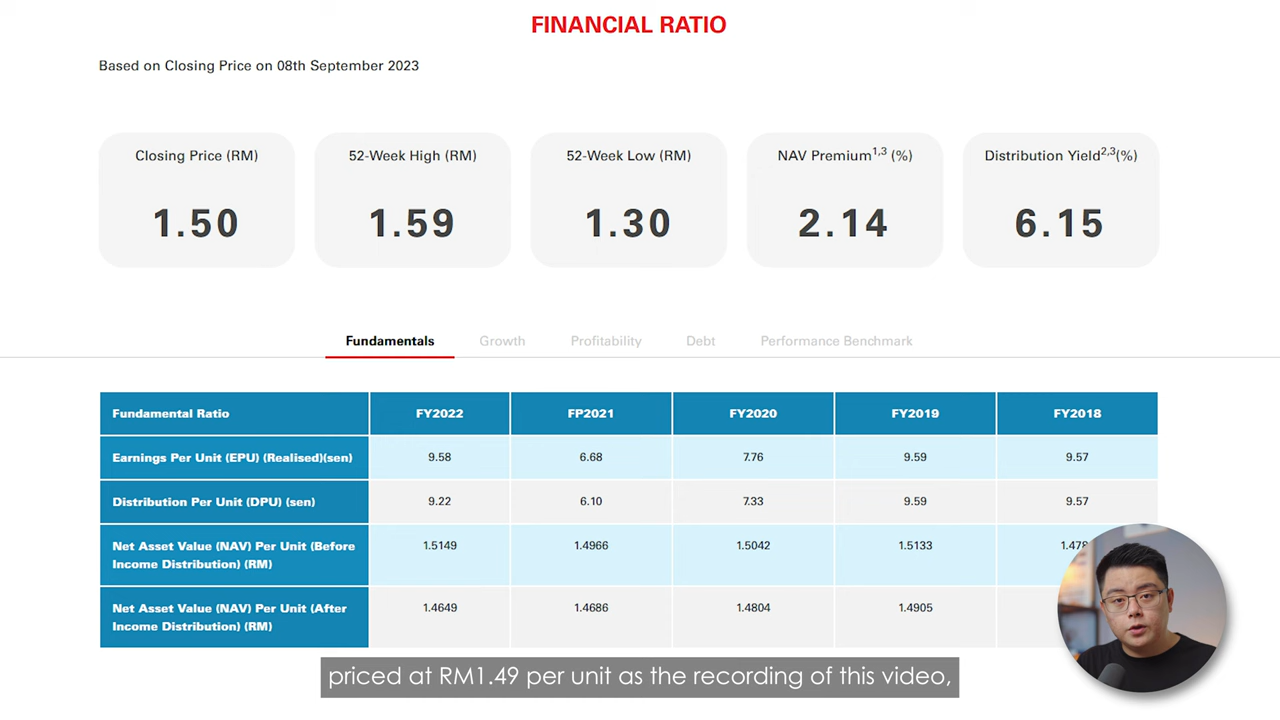 FINANCIAL RATIO
Based on Closing Price on 08th September 2023
Closing Price (RM) 52-Week High (RM) 52-Week Low (RM) NAV Premium1,3 (%) Distribution Yield2,3(%)
1.50 1.59 1.30 2.14 6.15
Fundamentals Growth Profitability Debt Performance Benchmark
Fundamental Ratio FY2022 FP2021 FY2020 FY2019 FY2018
Earnings Per Unit (EPU) (Realised)(sen) 9.58 6.68 7.76 9.59 9.57
Distribution Per Unit (DPU) (sen) 9.22 6.10 7.33 9.59 9.57
Net Asset Value (NAV) Per Unit (Before
Income Distribution) (RM) 1.5149 1.4966 1.5042 1.5133
Net Asset Value (NAV) Per Unit (After
Income Distribution) (RM) 1.4649 1.4686 1.4804 1.4905
priced at RM1.49 per unit as the recording of this video,